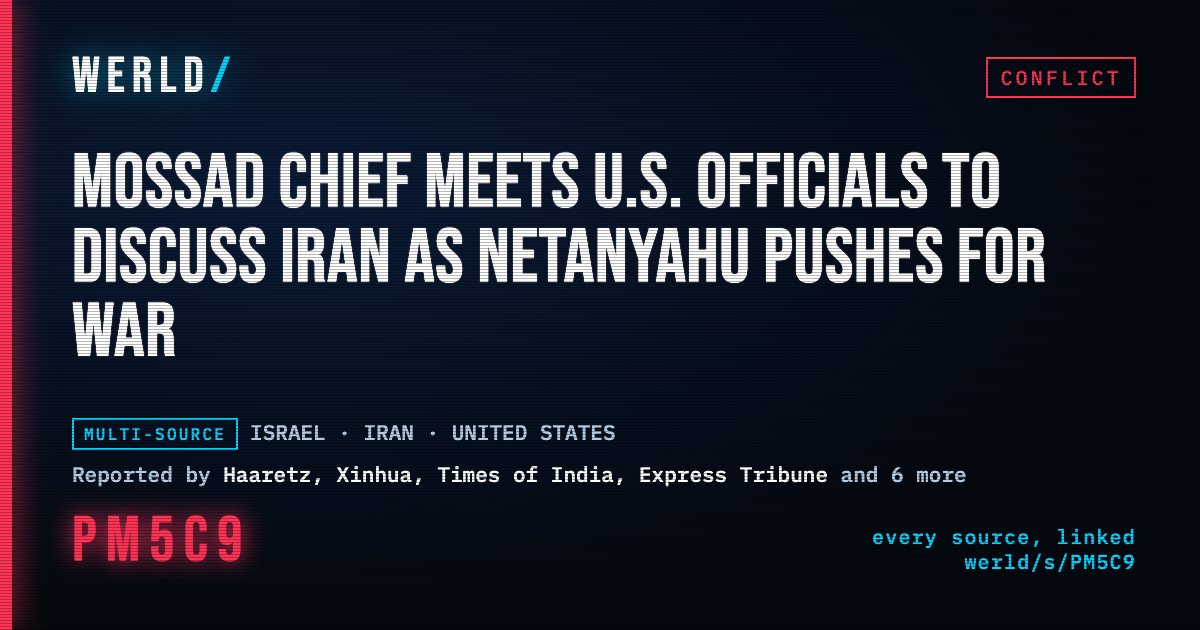 WERLD/
CONFLICT
MOSSAD CHIEF MEETS U.S. OFFICIALS TO
DISCUSS IRAN AS NETANYAHU PUSHES FOR
WAR
MULTI-SOURCE ISRAEL · IRAN · UNITED STATES
Reported by Haaretz, Xinhua, Times of India, Express Tribune and 6 more
PM5C9
every source, linked
werld/s/PM5C9